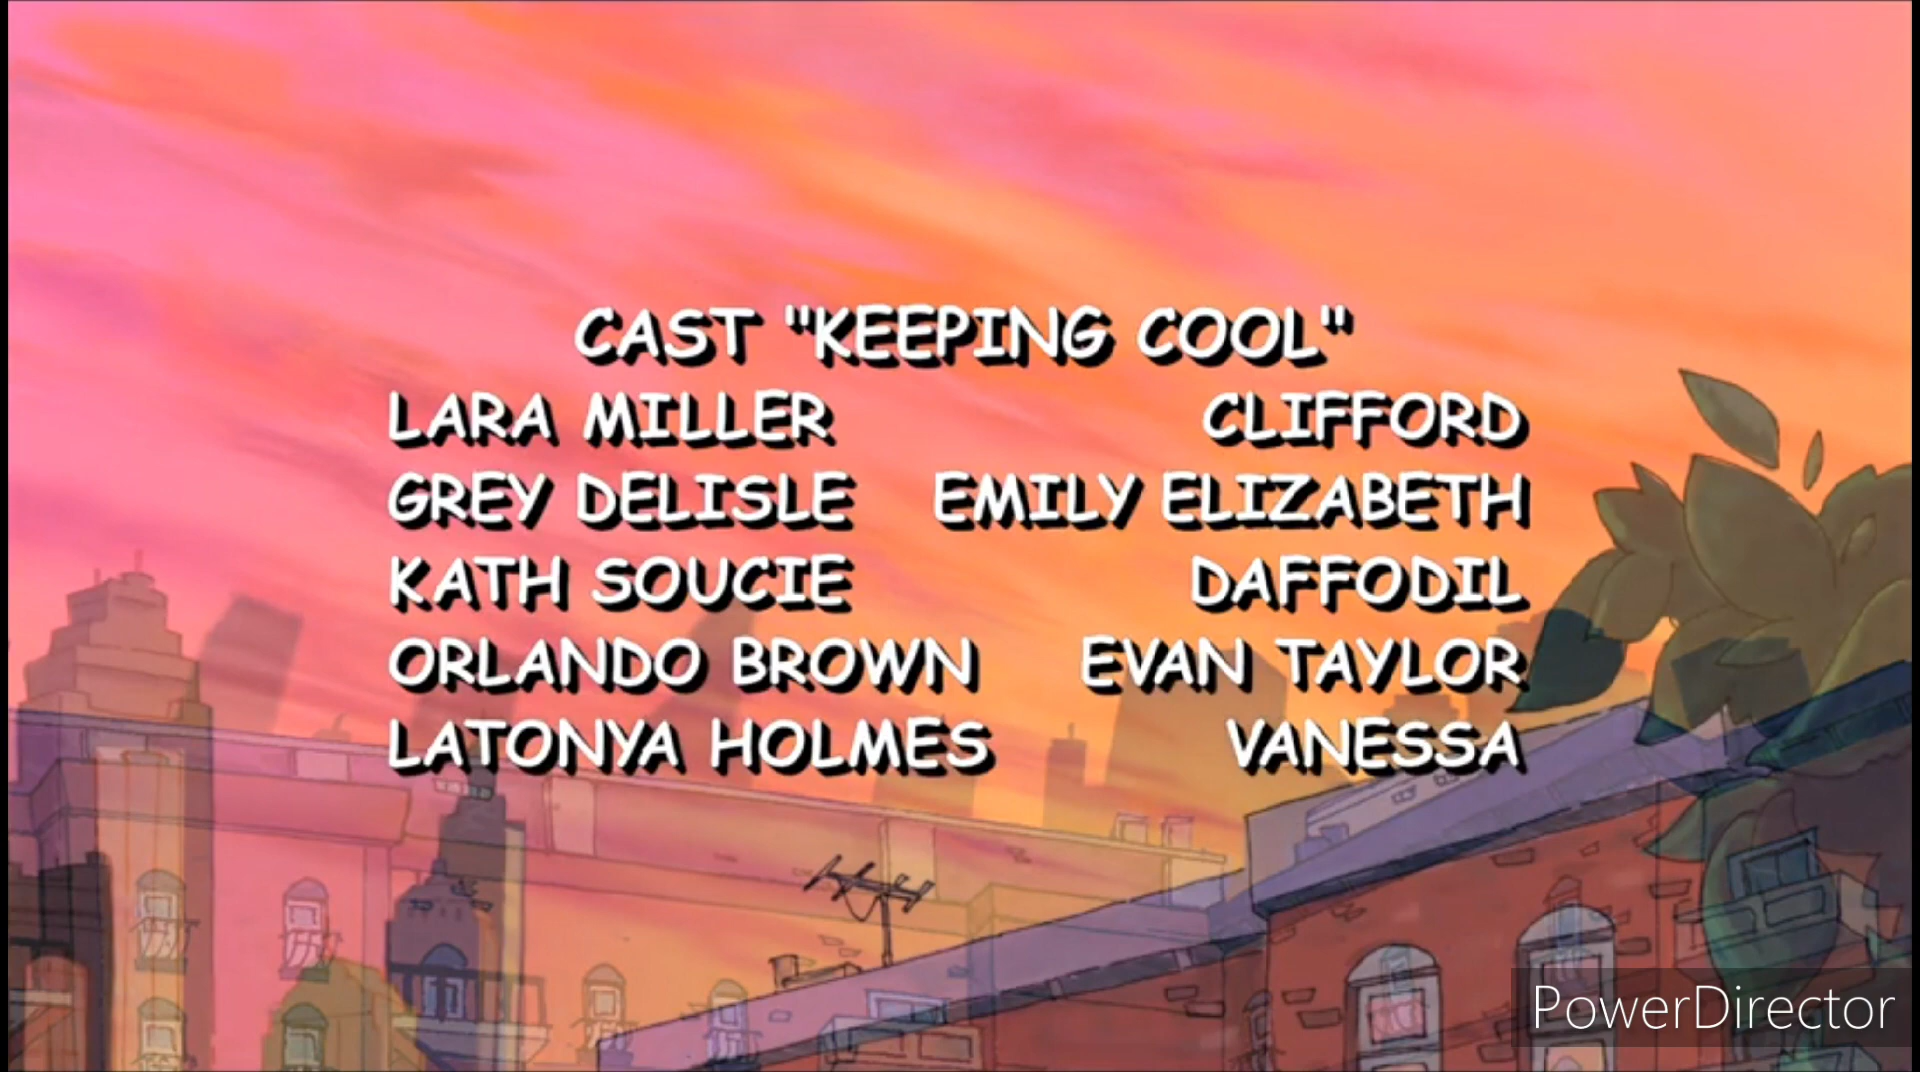 CAST "KEEPING COOL"
LARA MILLER CLIFFORD
GREY DELISLE EMILY ELIZABETH
KATH SOUCIE DAFFODIL
ORLANDO BROWN EVAN TAYLOR
LATONYA HOLMES VANESSA
PowerDirector